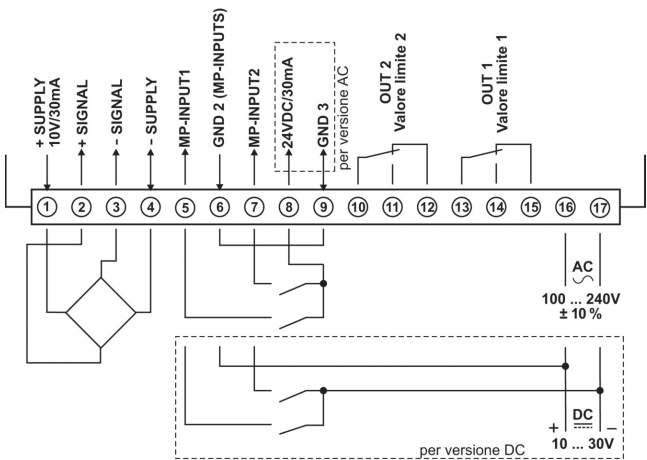 + SUPPLY
10V/30mA
+ SIGNAL
- SIGNAL
- SUPPLY
MP-INPUT1
GND 2 (MP-INPUTS)
MP-INPUT2
24VDC/30mA
GND 3
per versione AC
OUT 2
Valore limite 2
OUT 1
Valore limite 1
1 2 3 4 5 6 7 8 9 10 11 12 13 14 15 16 17
AC
100 ... 240V
± 10 %
+ DC −
10 ... 30V
per versione DC